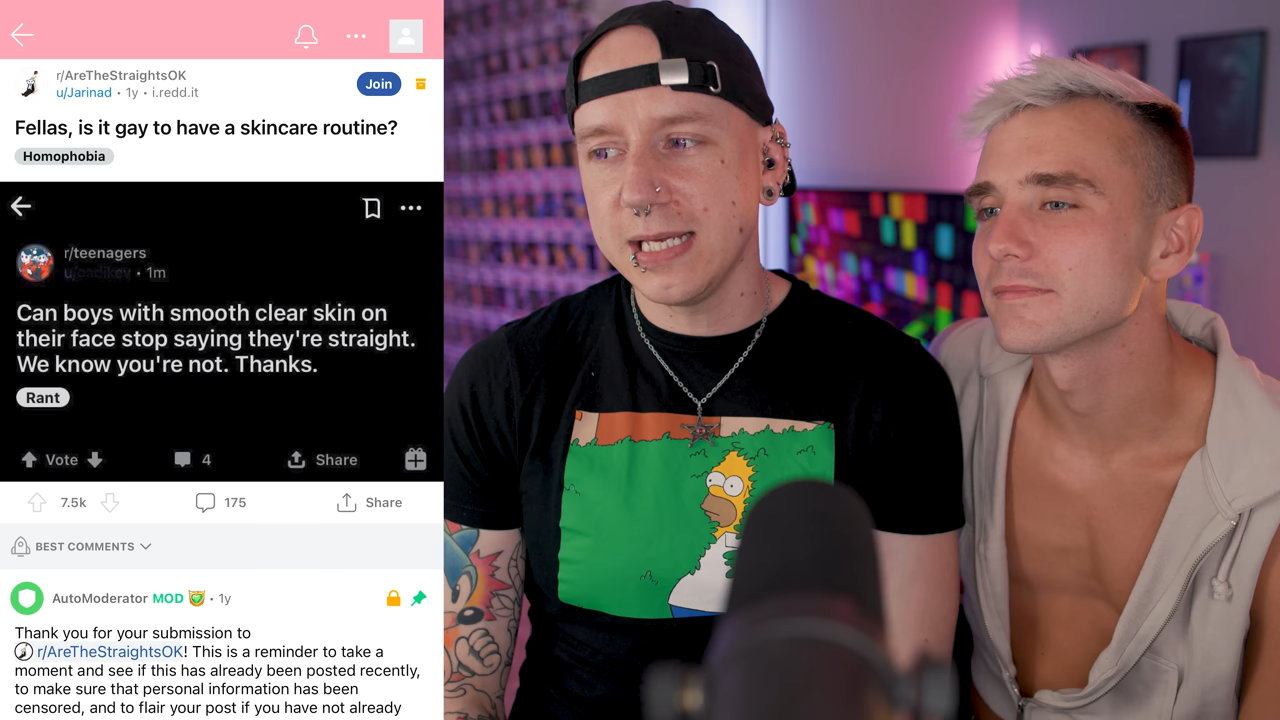 r/AreTheStraightsOK
u/Jarinad • 1y • i.redd.it
Join
Fellas, is it gay to have a skincare routine?
Homophobia
r/teenagers
• 1m
Can boys with smooth clear skin on
their face stop saying they're straight.
We know you're not. Thanks.
Rant
Vote
4
Share
7.5k
175
Share
BEST COMMENTS
AutoModerator MOD • 1y
Thank you for your submission to
r/AreTheStraightsOK! This is a reminder to take a
moment and see if this has already been posted recently,
to make sure that personal information has been
censored, and to flair your post if you have not already